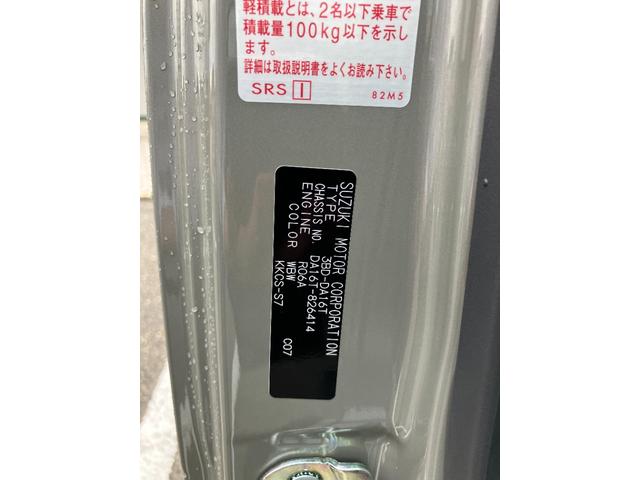 軽積載とは、2名以下乗車で
積載量100kg以下を示し
ます。
詳細は取扱説明書をよくお読み下さい。
SRS I
82M5
SUZUKI MOTOR CORPORATION
TYPE 3BD-DA16T
CHASSIS NO. DA16T-826414
ENGINE R06A
COLOR WBW C07
KKCS-S7